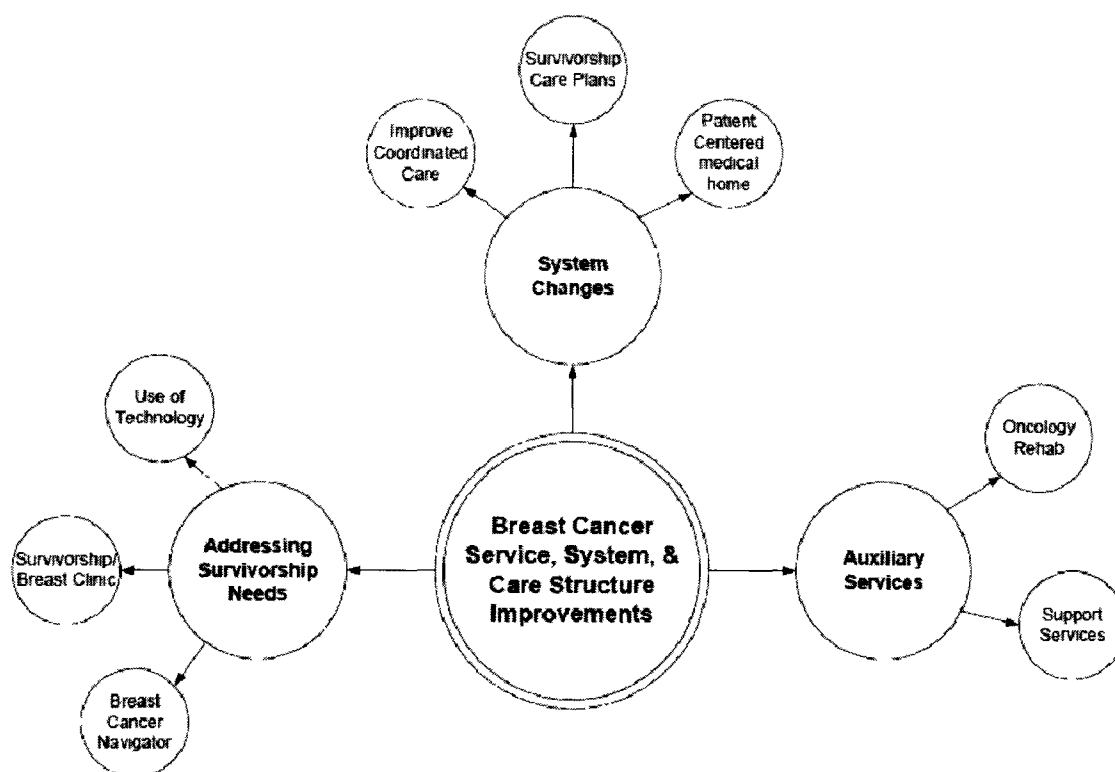 Survivorship
Care Plans
Improve
Coordinated
Care
Patient
Centered
medical
home
System
Changes
Use of
Technology
Oncology
Rehab
Survivorship/
Breast Clinic
Addressing
Survivorship
Needs
Breast Cancer
Service, System, &
Care Structure
Improvements
Auxiliary
Services
Support
Services
Breast
Cancer
Navigator